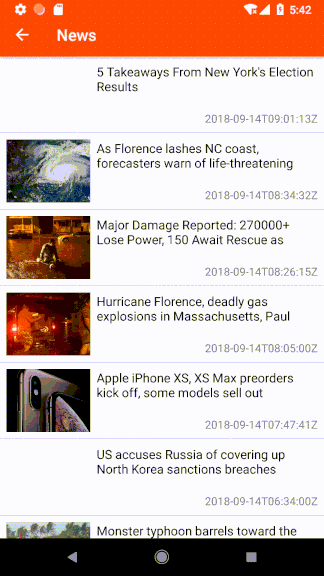 5:42
News
5 Takeaways From New York's Election
Results
2018-09-14T09:01:13Z
As Florence lashes NC coast,
forecasters warn of life-threatening
2018-09-14T08:34:32Z
Major Damage Reported: 270000+
Lose Power, 150 Await Rescue as
2018-09-14T08:26:15Z
Hurricane Florence, deadly gas
explosions in Massachusetts, Paul
2018-09-14T08:05:00Z
Apple iPhone XS, XS Max preorders
kick off, some models sell out
2018-09-14T07:47:41Z
US accuses Russia of covering up
North Korea sanctions breaches
2018-09-14T06:34:00Z
Monster typhoon barrels toward the